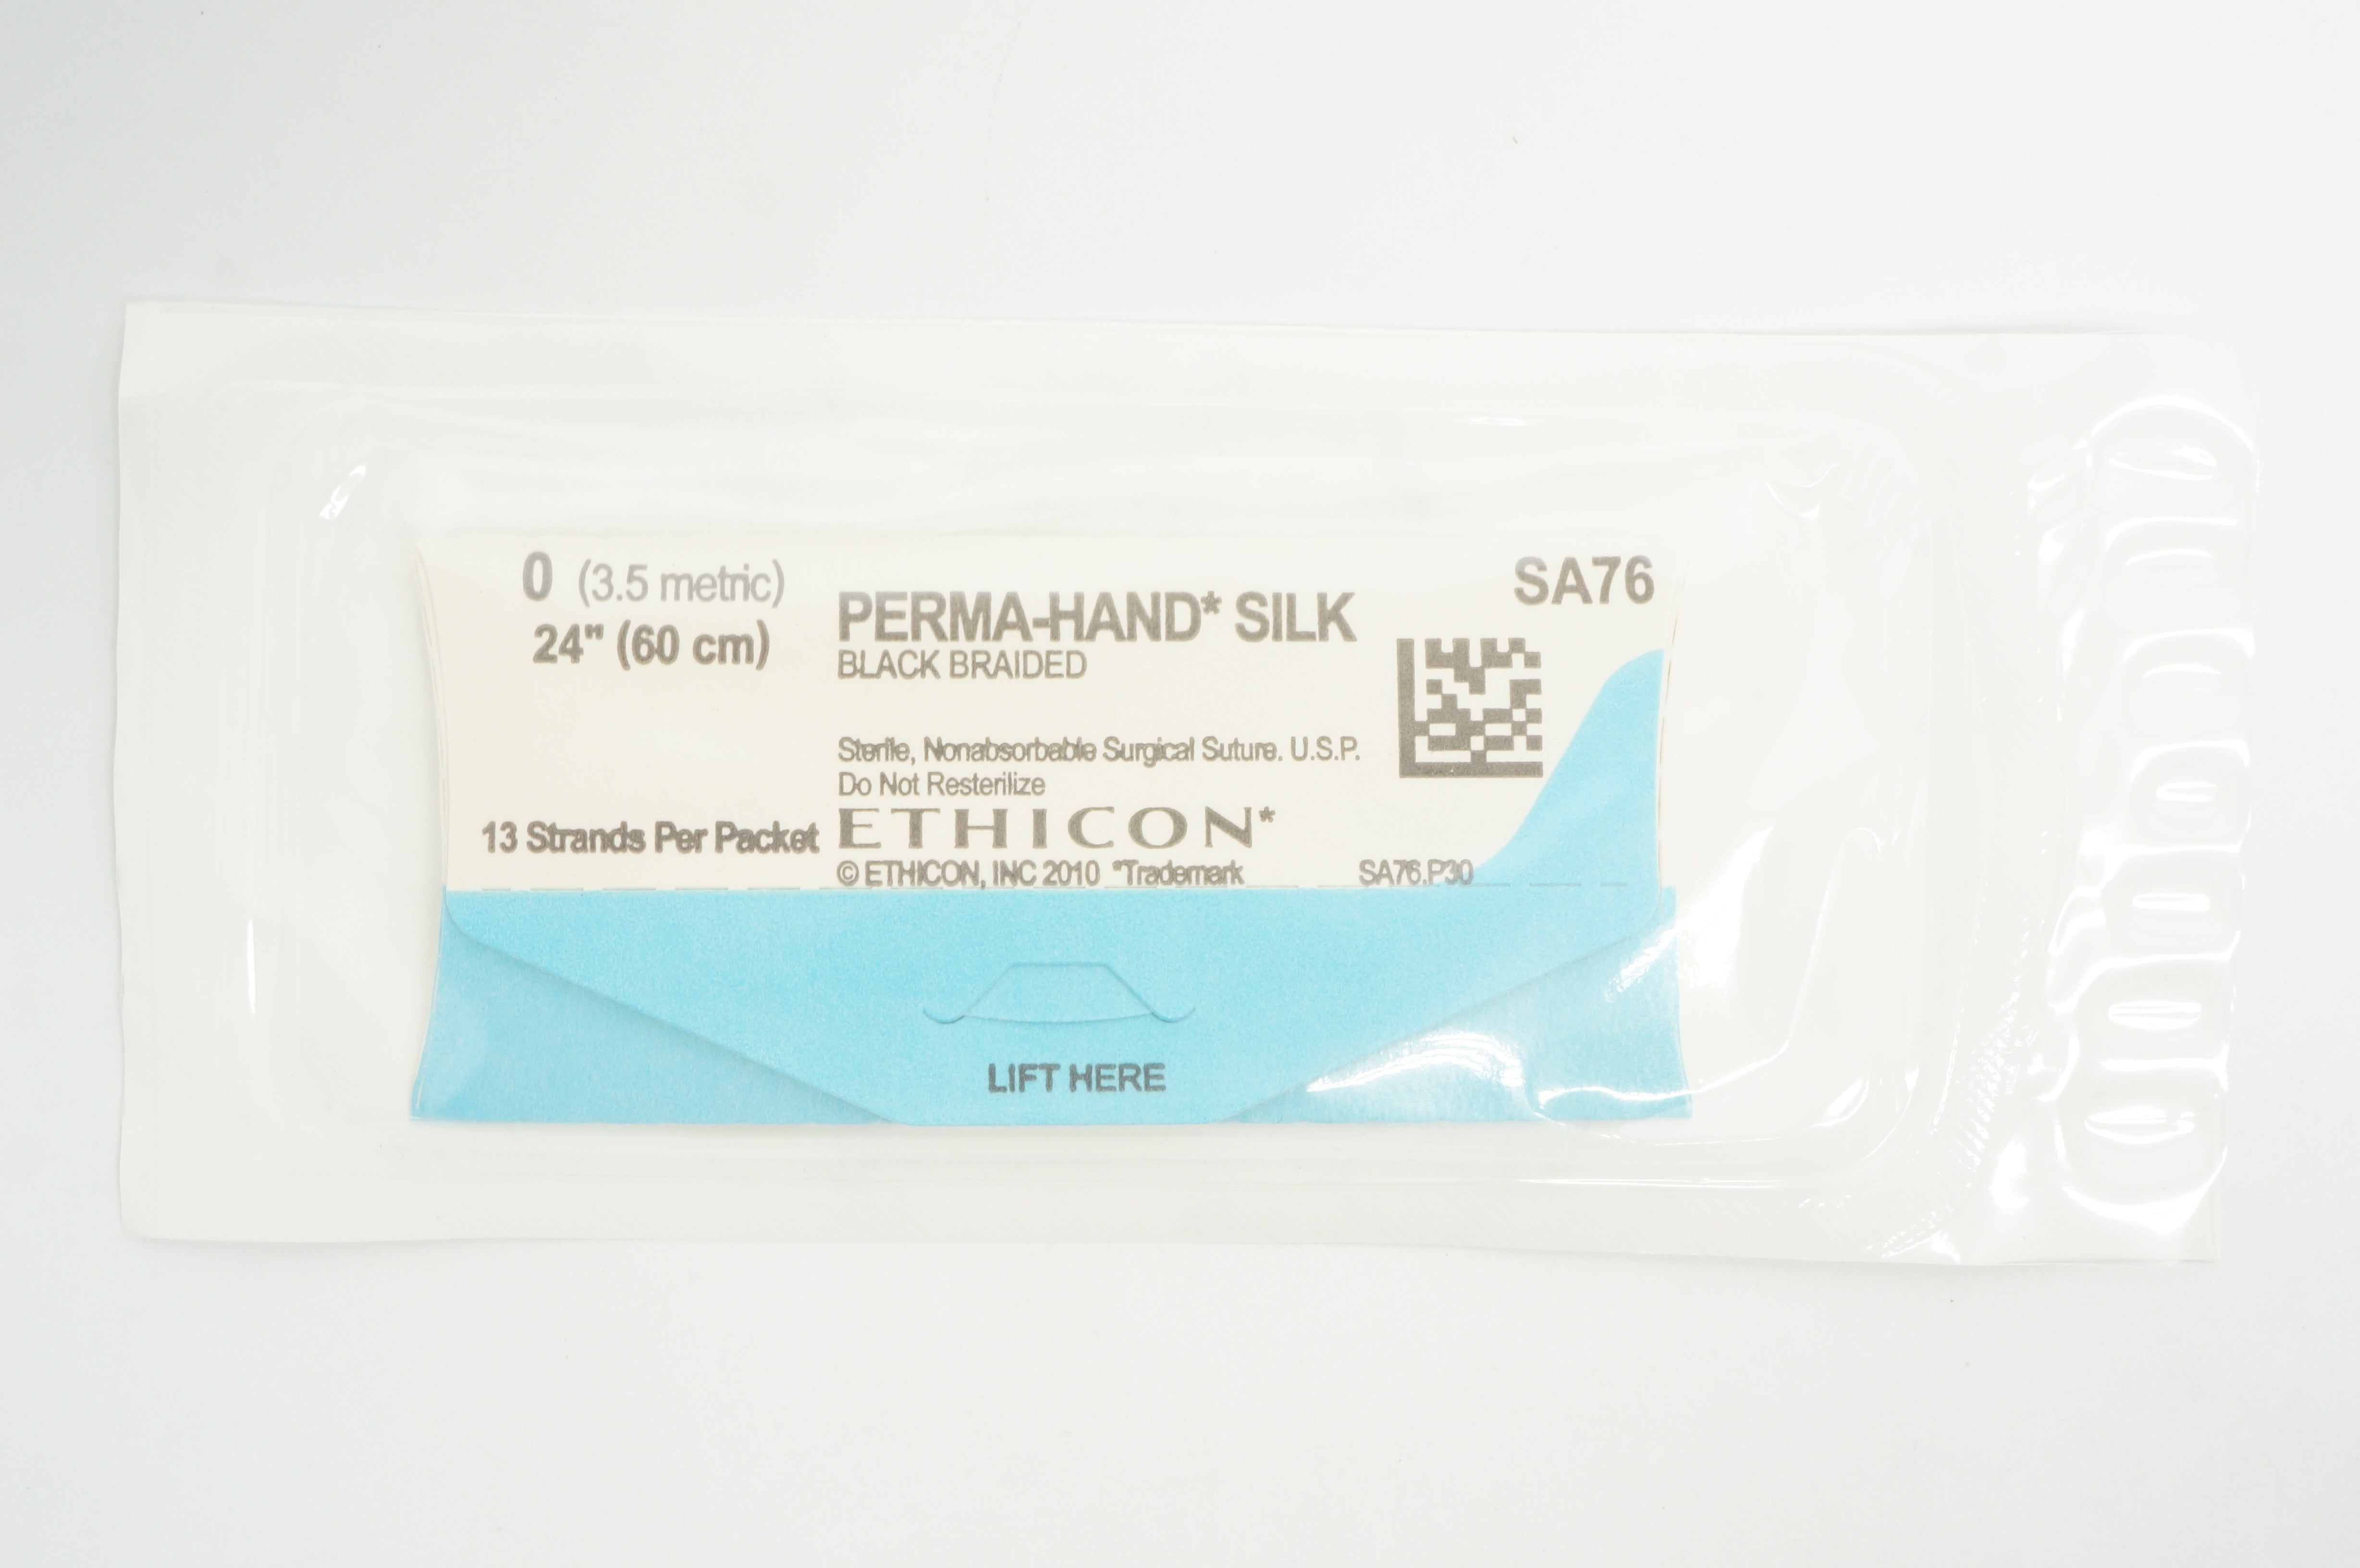 0 (3.5 metric)
24" (60 cm)
13 Strands Per Packet
PERMA-HAND* SILK
BLACK BRAIDED
Sterile, Nonabsorbable Surgical Suture. U.S.P.
Do Not Resterilize
ETHICON*
© ETHICON, INC 2010 *Trademark
SA76.P30
SA76
LIFT HERE